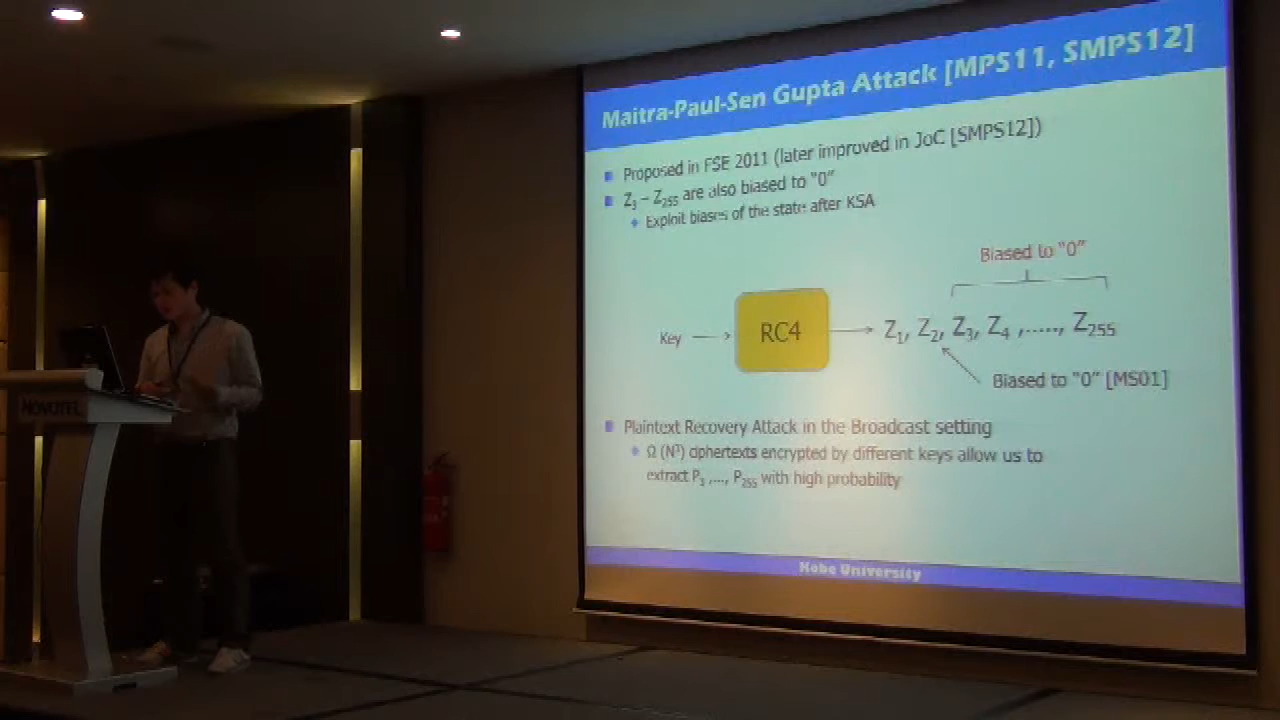 Maitra-Paul-Sen Gupta Attack [MPS11, SMPS12]
Proposed in FSE 2011 (later improved in JoC [SMPS12])
Z3 – Z255 are also biased to "0"
Exploit biases of the state after KSA
Biased to "0"
Key
RC4
Z1, Z2, Z3, Z4 ,....., Z255
Biased to "0" [MS01]
Plaintext Recovery Attack in the Broadcast setting
Ω (N³) ciphertexts encrypted by different keys allow us to
extract P3 ,..., P255 with high probability
Kobe University
NOVOTEL